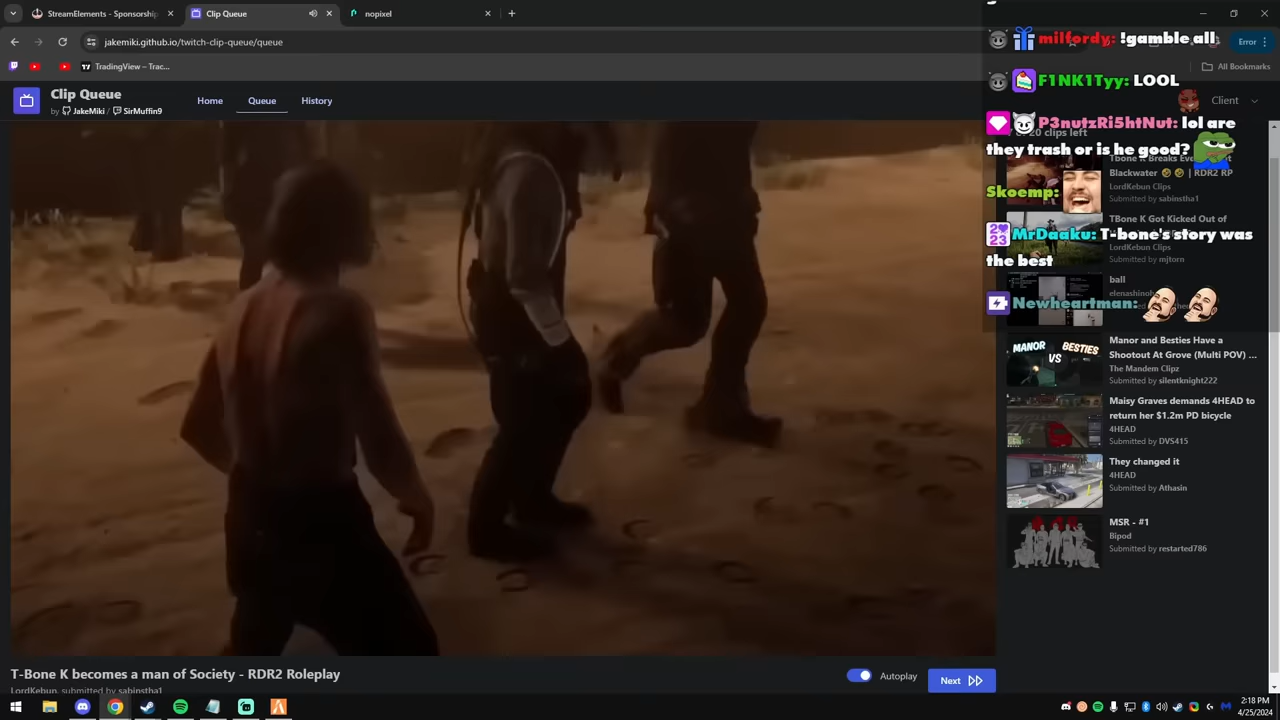 StreamElements - Sponsorship
Clip Queue
nopixel
jakemiki.github.io/twitch-clip-queue/queue
Error
TradingView – Trac...
All Bookmarks
Clip Queue
by JakeMiki / SirMuffin9
Home
Queue
History
Client
milfordy: !gamble all
F1NK1Tyy: LOOL
P3nutzRi5htNut: lol are
they trash or is he good?
Skoemp:
2023 MrDaaku: T-bone's story was
the best
Newheartman:
20 clips left
Tbone K Breaks
Blackwater 🤣 🤣 | RDR2 RP
LordKebun Clips
Submitted by sabinstha1
TBone K Got Kicked Out of
LordKebun Clips
Submitted by mjtorn
ball
MANOR VS BESTIES
Manor and Besties Have a
Shootout At Grove (Multi POV) ...
The Mandem Clipz
Submitted by silentknight222
Maisy Graves demands 4HEAD to
return her $1.2m PD bicycle
4HEAD
Submitted by DVS415
They changed it
4HEAD
Submitted by Athasin
MSR - #1
Bipod
Submitted by restarted786
T-Bone K becomes a man of Society - RDR2 Roleplay
LordKebun, submitted by sabinstha1
Autoplay
Next
2:18 PM
4/25/2024